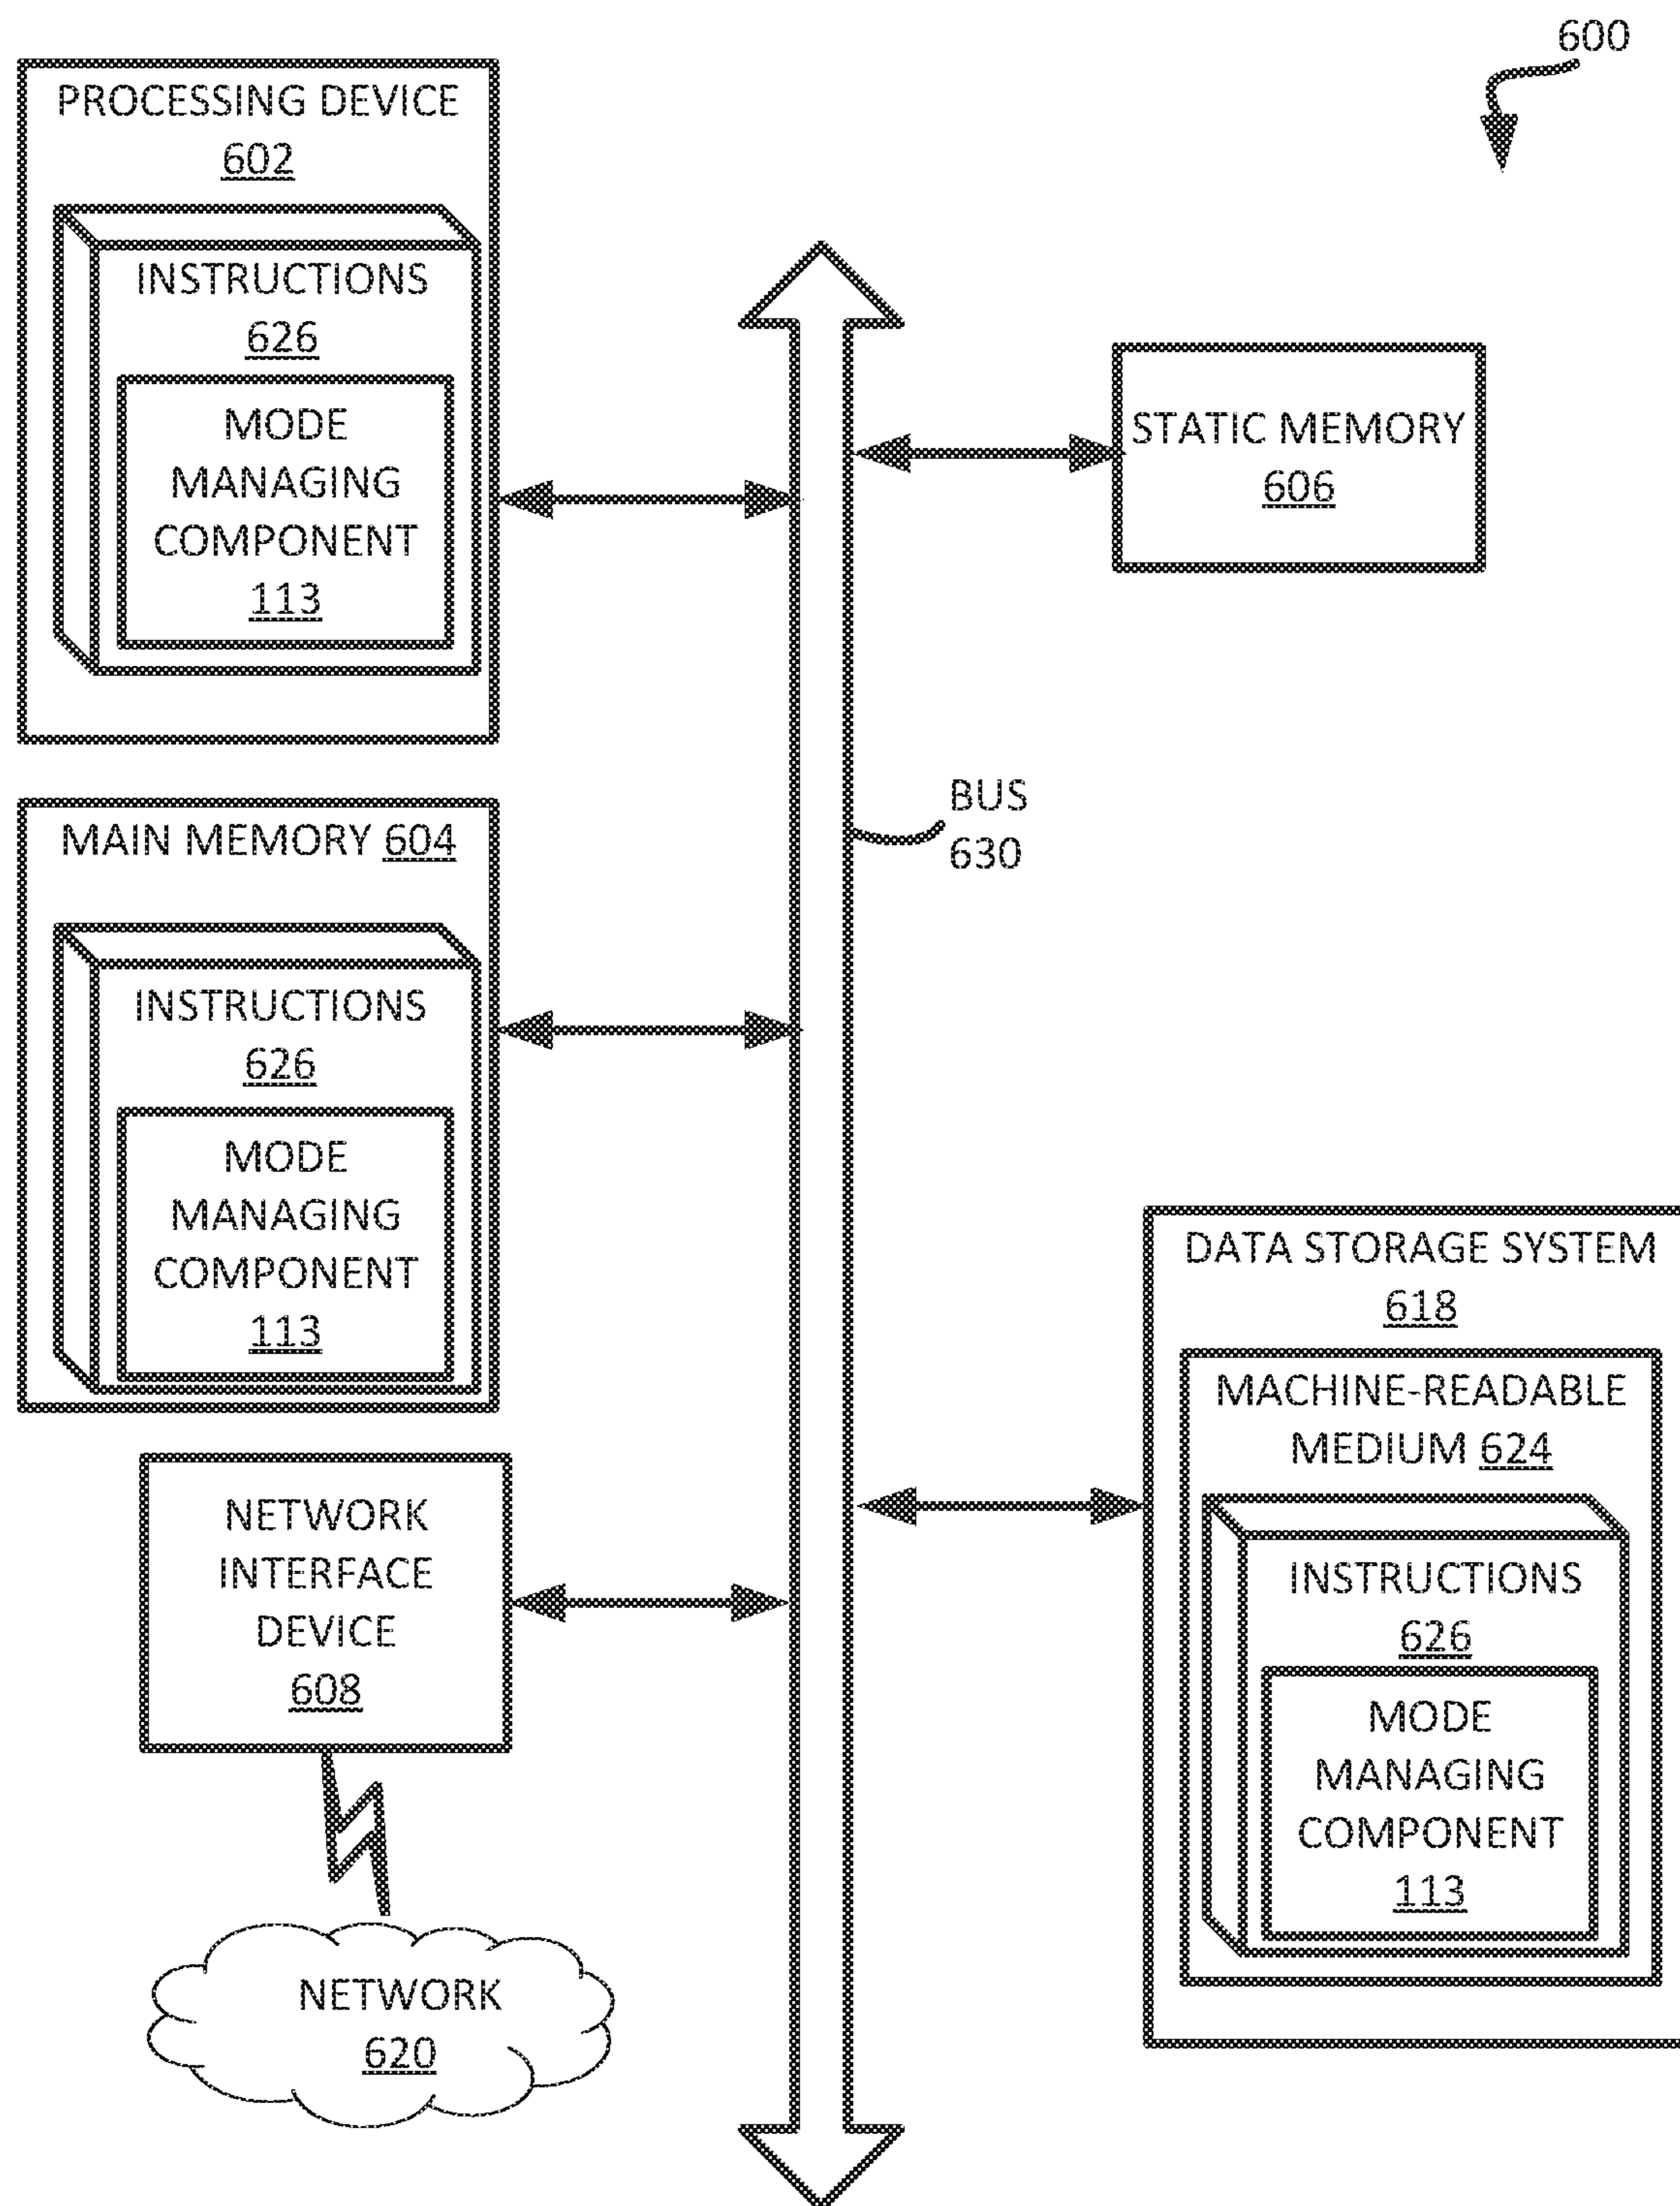 600
PROCESSING DEVICE
602
INSTRUCTIONS
626
MODE
MANAGING
COMPONENT
113
STATIC MEMORY
606
BUS
630
MAIN MEMORY 604
INSTRUCTIONS
626
MODE
MANAGING
COMPONENT
113
DATA STORAGE SYSTEM
618
MACHINE-READABLE
MEDIUM 624
INSTRUCTIONS
626
MODE
MANAGING
COMPONENT
113
NETWORK
INTERFACE
DEVICE
608
NETWORK
620